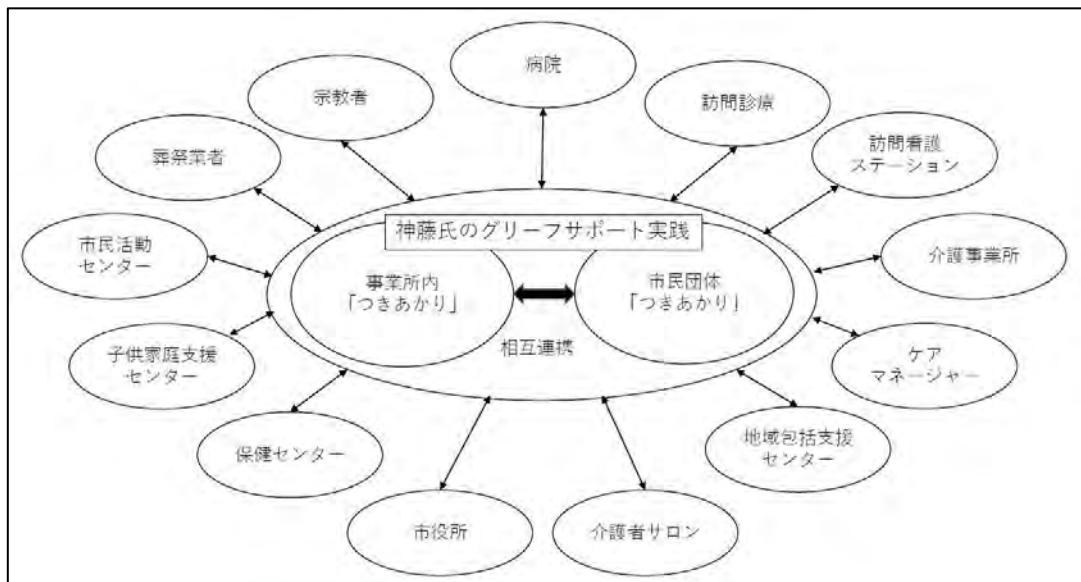 病院
宗教者
訪問診療
葬祭業者
訪問看護
ステーション
神藤氏のグリーフサポート実践
市民活動
センター
事業所内
「つきあかり」
市民団体
「つきあかり」
介護事業所
相互連携
子供家庭支援
センター
ケア
マネージャー
保健センター
地域包括支援
センター
市役所
介護者サロン